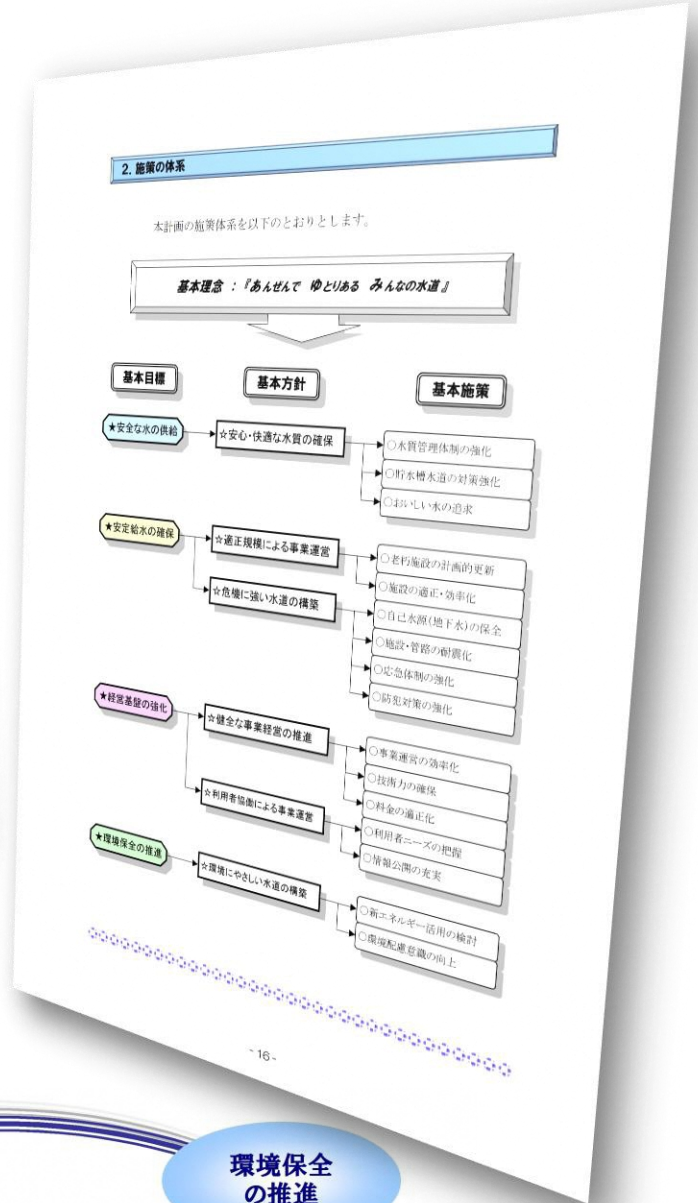 2. 施策の体系
本計画の施策体系を以下のとおりとします。
基本理念 ：『あんぜんで ゆとりある みんなの水道』
基本目標
基本方針
基本施策
★安全な水の供給
☆安心・快適な水質の確保
○水質管理体制の強化
○貯水槽水道の対策強化
○おいしい水の追求
★安定給水の確保
☆適正規模による事業運営
○老朽施設の計画的更新
○施設の適正・効率化
☆危機に強い水道の構築
○自己水源(地下水)の保全
○施設・管路の耐震化
○応急体制の強化
○防犯対策の強化
★経営基盤の強化
☆健全な事業経営の推進
○事業運営の効率化
○技術力の確保
○料金の適正化
☆利用者協働による事業運営
○利用者ニーズの把握
○情報公開の充実
★環境保全の推進
☆環境にやさしい水道の構築
○新エネルギー活用の検討
○環境配慮意識の向上
- 16 -
環境保全
の推進